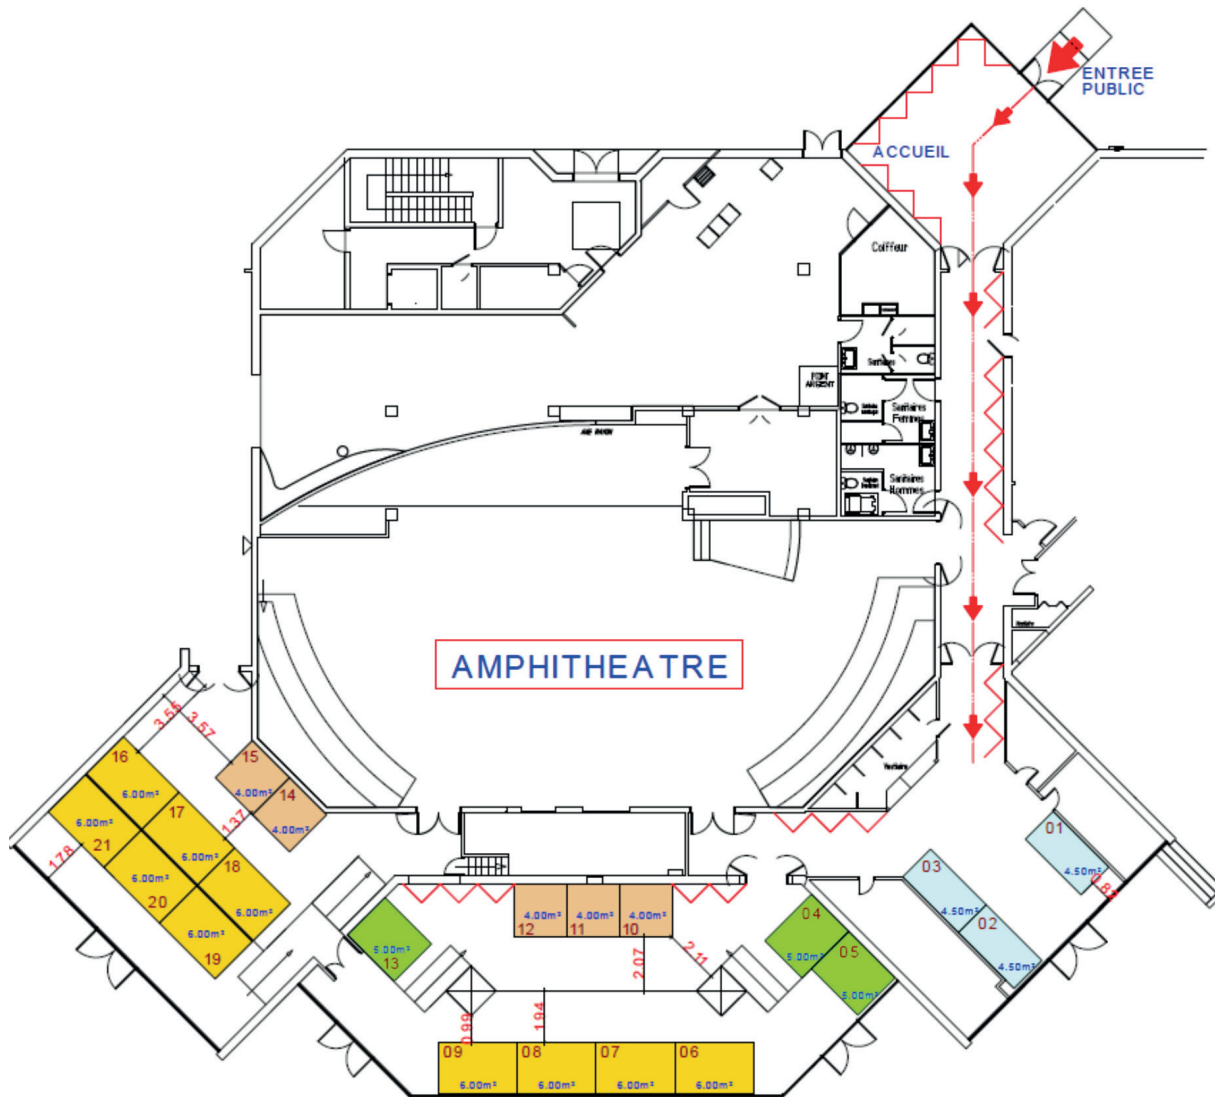 ENTREE
PUBLIC
ACCUEIL
Coiffeur
Sanitaires
POINT
ARGENT
Sanitaires
Femmes
Sanitaires
Hommes
AMPHITHEATRE
Vestiaire
3.55
3.57
16
6.00m²
15
4.00m²
14
4.00m²
17
6.00m²
1.37
21
6.00m²
1.78
18
6.00m²
20
6.00m²
19
6.00m²
01
4.50m²
0.82
03
4.50m²
02
4.50m²
04
5.00m²
05
5.00m²
12
4.00m²
11
4.00m²
10
4.00m²
13
5.00m²
2.07
2.11
0.99
1.94
09
6.00m²
08
6.00m²
07
6.00m²
06
6.00m²